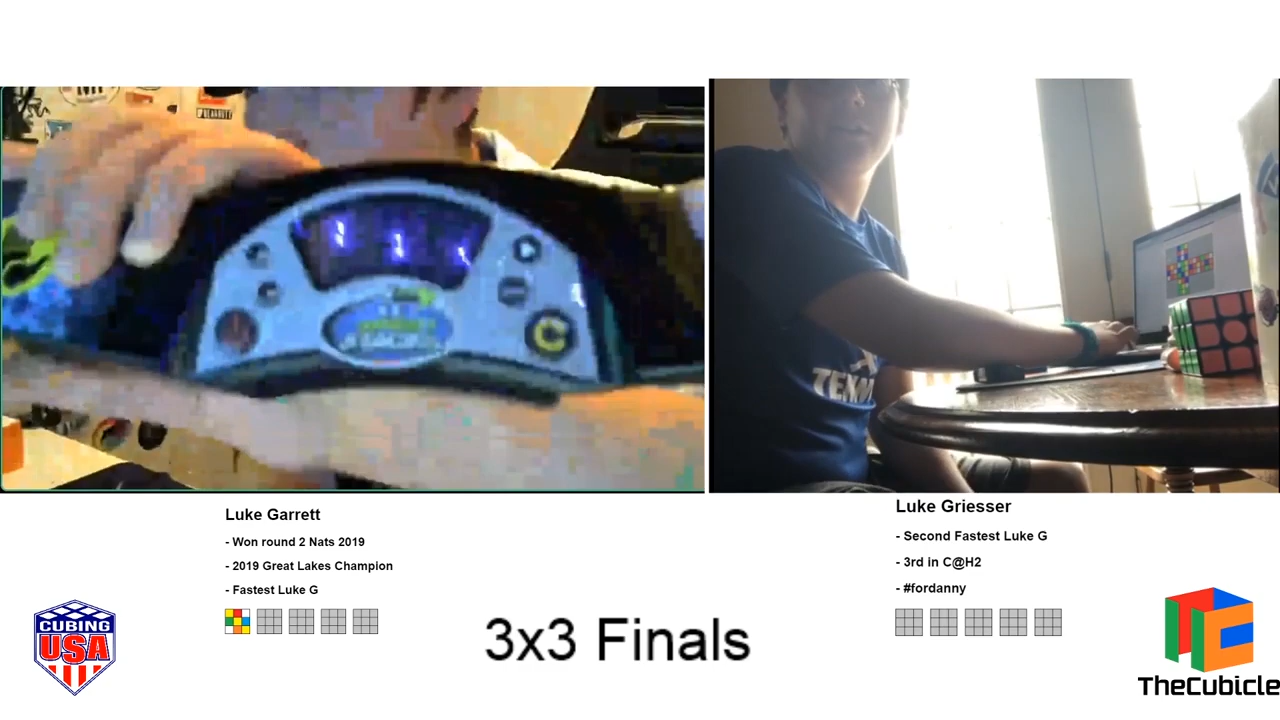 TEXA
Luke Garrett
- Won round 2 Nats 2019
- 2019 Great Lakes Champion
- Fastest Luke G
Luke Griesser
- Second Fastest Luke G
- 3rd in C@H2
- #fordanny
CUBING
USA
3x3 Finals
TheCubicle